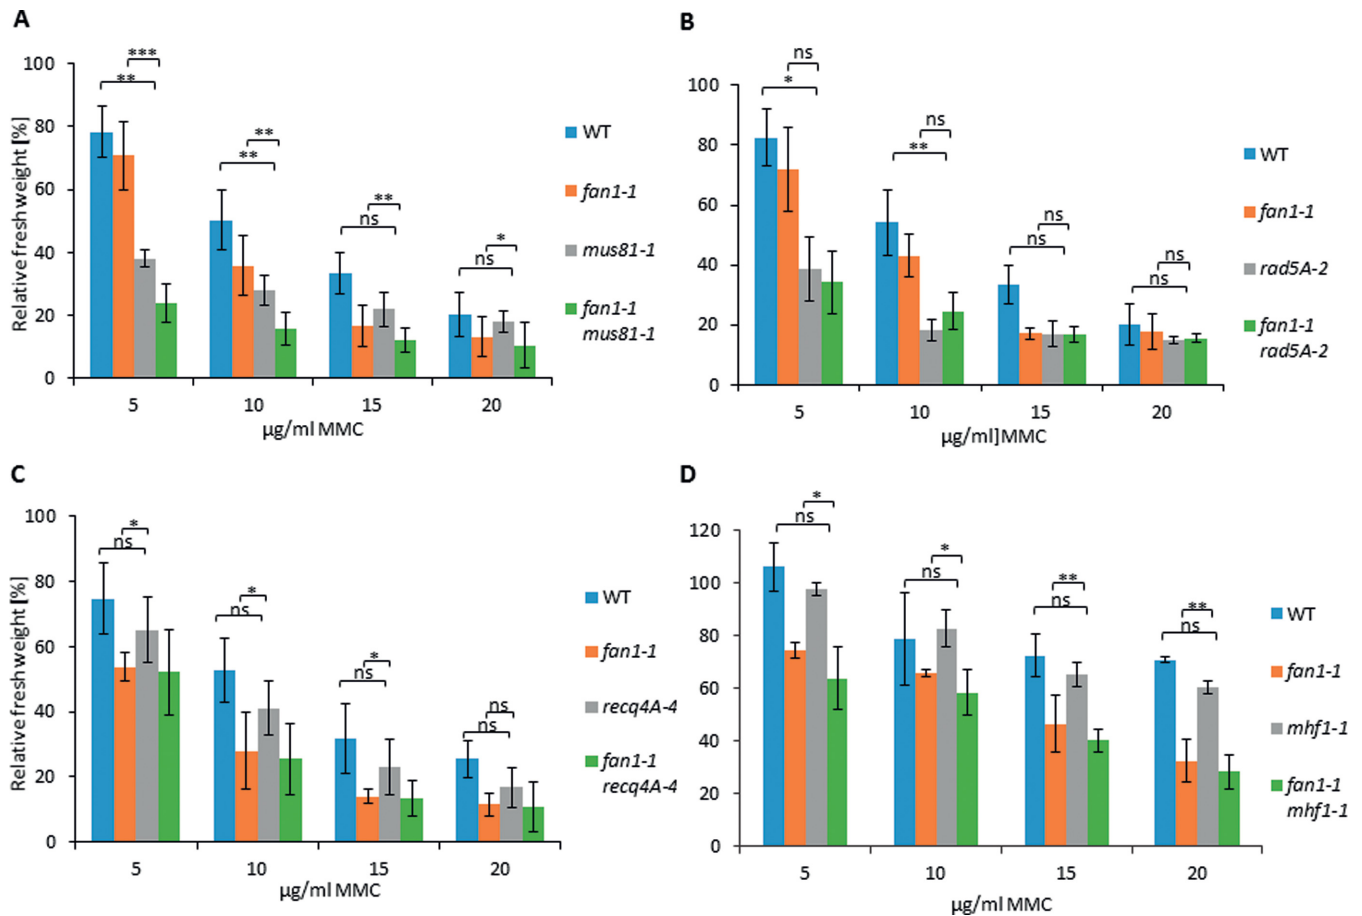 A
Relative fresh weight [%]
100
80
60
40
20
0
*** ** ** ** ** ns * ns
5 10 15 20
µg/ml MMC
WT
fan1-1
mus81-1
fan1-1
mus81-1
B
100
80
60
40
20
0
ns * ns ** ns ns ns ns
5 10 15 20
µg/ml]MMC
WT
fan1-1
rad5A-2
fan1-1
rad5A-2
C
Relative fresh weight [%]
100
80
60
40
20
0
* ns * ns * ns ns ns
5 10 15 20
µg/ml MMC
WT
fan1-1
recq4A-4
fan1-1
recq4A-4
D
120
100
80
60
40
20
0
* ns * ns ** ns ** ns
5 10 15 20
µg/ml MMC
WT
fan1-1
mhf1-1
fan1-1
mhf1-1